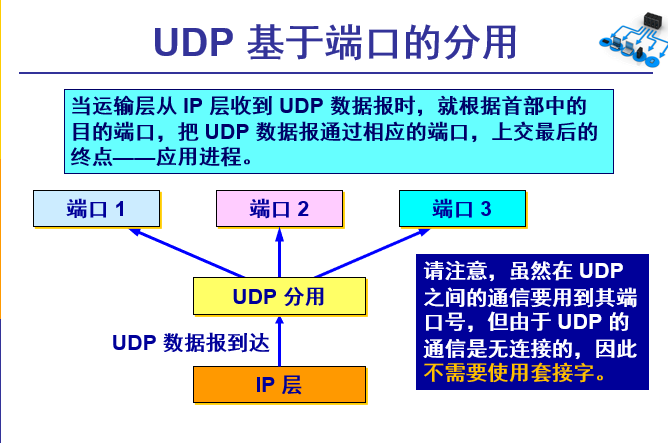 UDP 基于端口的分用
当运输层从 IP 层收到 UDP 数据报时，就根据首部中的
目的端口，把 UDP 数据报通过相应的端口，上交最后的
终点——应用进程。
端口 1
端口 2
端口 3
UDP 分用
UDP 数据报到达
IP 层
请注意，虽然在 UDP
之间的通信要用到其端
口号，但由于 UDP 的
通信是无连接的，因此
不需要使用套接字。